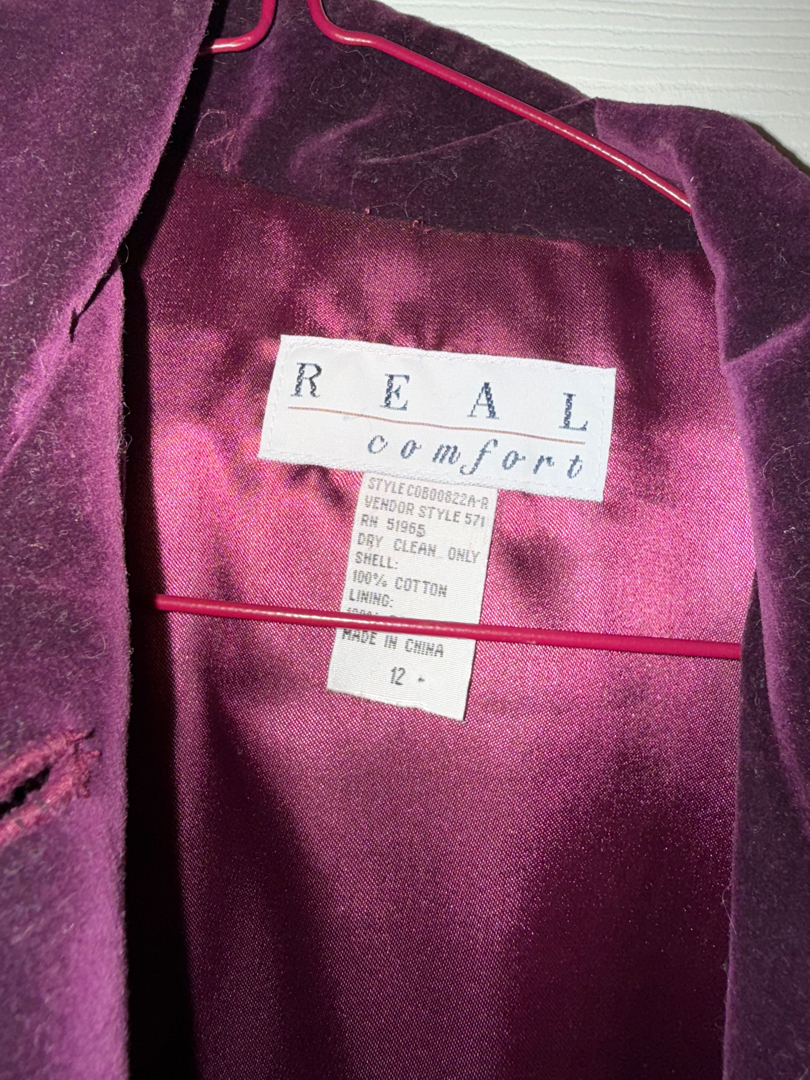 REAL
comfort
STYLE COB00822A-R
VENDOR STYLE 571
RN 51965
DRY CLEAN ONLY
SHELL:
100% COTTON
LINING:
MADE IN CHINA
12